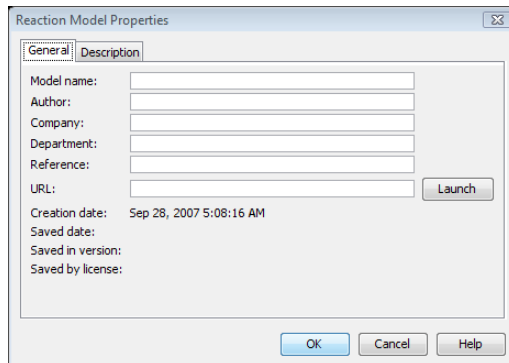 Reaction Model Properties
General Description
Model name:
Author:
Company:
Department:
Reference:
URL: Launch
Creation date: Sep 28, 2007 5:08:16 AM
Saved date:
Saved in version:
Saved by license:
OK Cancel Help